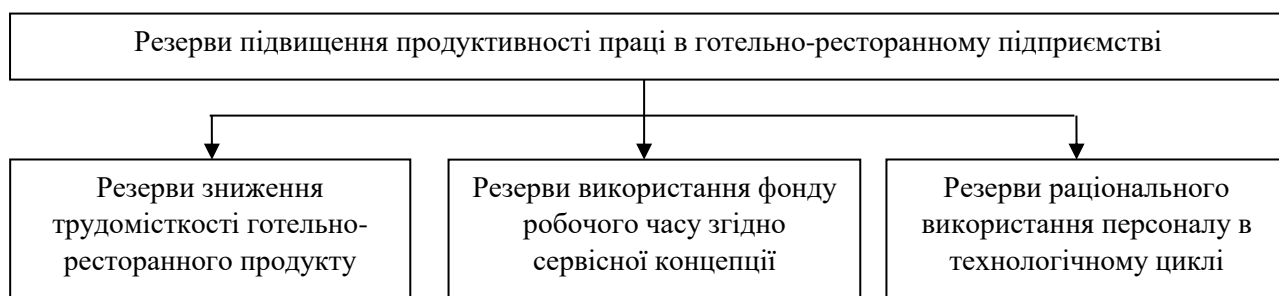 Резерви підвищення продуктивності праці в готельно-ресторанному підприємстві
Резерви зниження
трудомісткості готельно-
ресторанного продукту
Резерви використання фонду
робочого часу згідно
сервісної концепції
Резерви раціонального
використання персоналу в
технологічному циклі